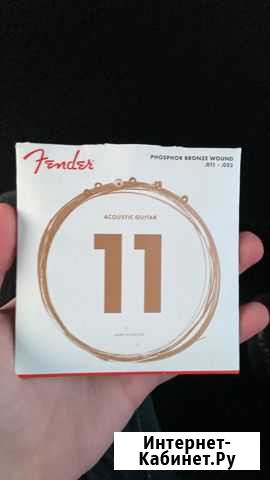 Fender
PHOSPHOR BRONZE WOUND
.011 - .052
ACOUSTIC GUITAR
11
Интернет-
Кабинет.Ру